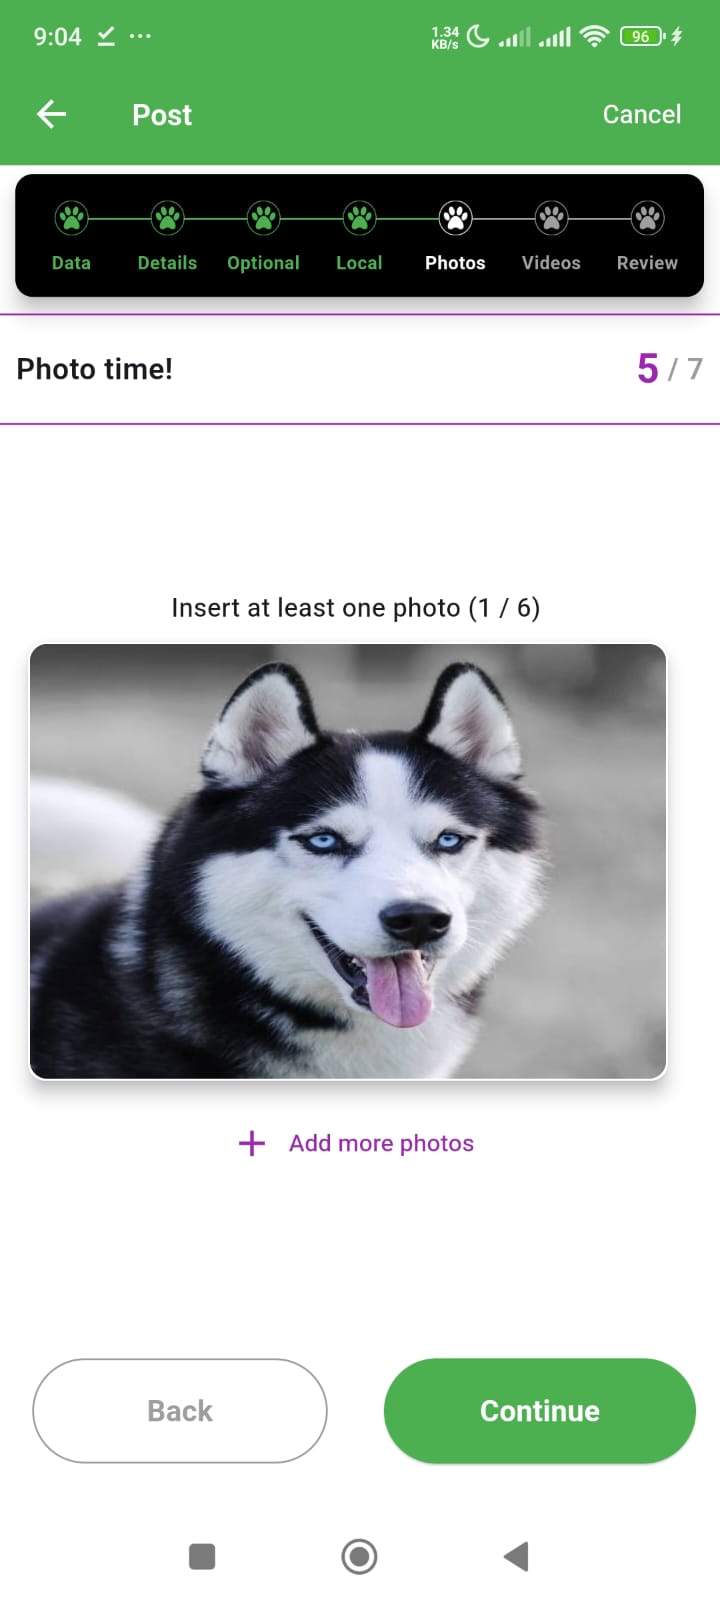 9:04 ... 1.34 KB/s 96
Post Cancel
Data Details Optional Local Photos Videos Review
Photo time! 5 / 7
Insert at least one photo (1 / 6)
+ Add more photos
Back Continue